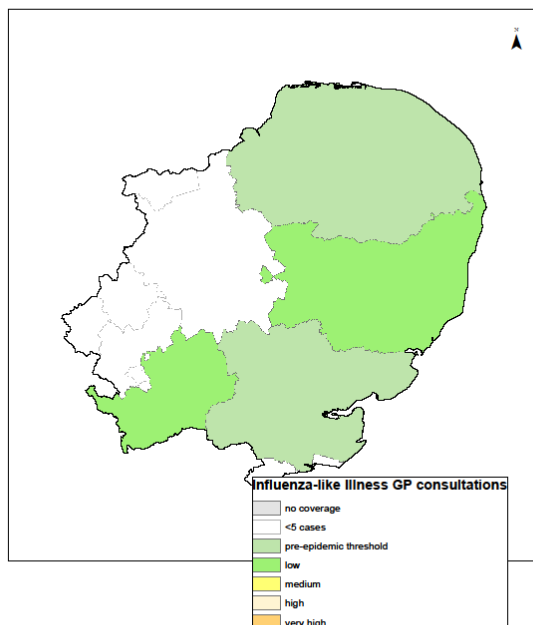 N
Influenza-like Illness GP consultations
no coverage
<5 cases
pre-epidemic threshold
low
medium
high
very high